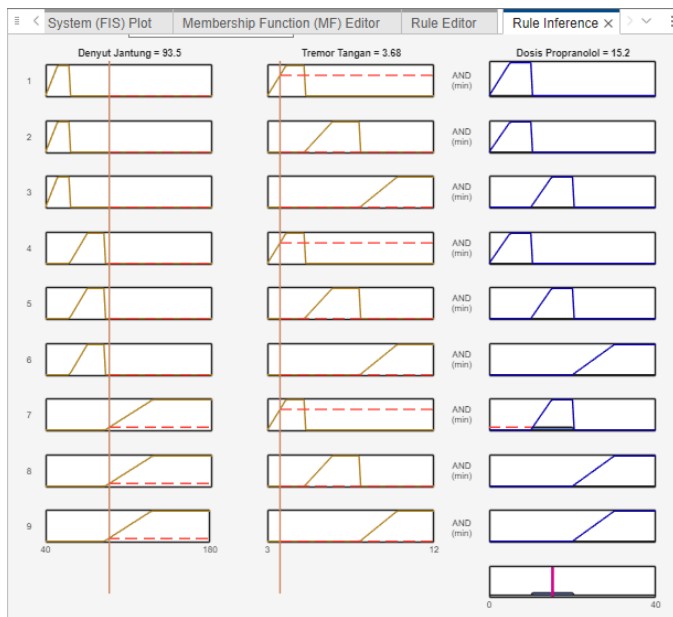 System (FIS) Plot Membership Function (MF) Editor Rule Editor Rule Inference
Denyut Jantung = 93.5 Tremor Tangan = 3.68 Dosis Propranolol = 15.2
1 AND
(min)
2 AND
(min)
3 AND
(min)
4 AND
(min)
5 AND
(min)
6 AND
(min)
7 AND
(min)
8 AND
(min)
9 AND
(min)
40 180 3 12
0 40